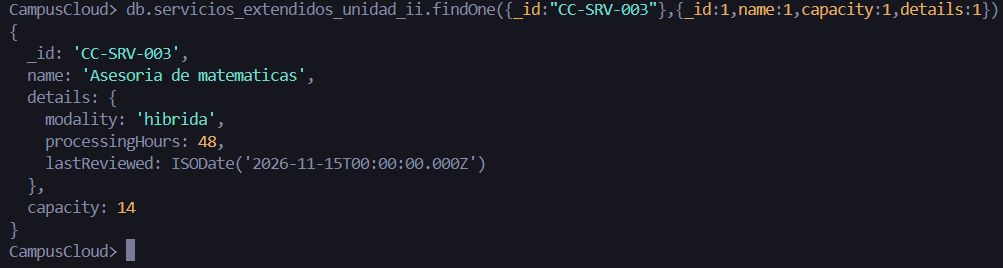 CampusCloud> db.servicios_extendidos_unidad_ii.findOne({_id:"CC-SRV-003"},{_id:1,name:1,capacity:1,details:1})
{
  _id: 'CC-SRV-003',
  name: 'Asesoria de matematicas',
  details: {
    modality: 'hibrida',
    processingHours: 48,
    lastReviewed: ISODate('2026-11-15T00:00:00.000Z')
  },
  capacity: 14
}
CampusCloud>